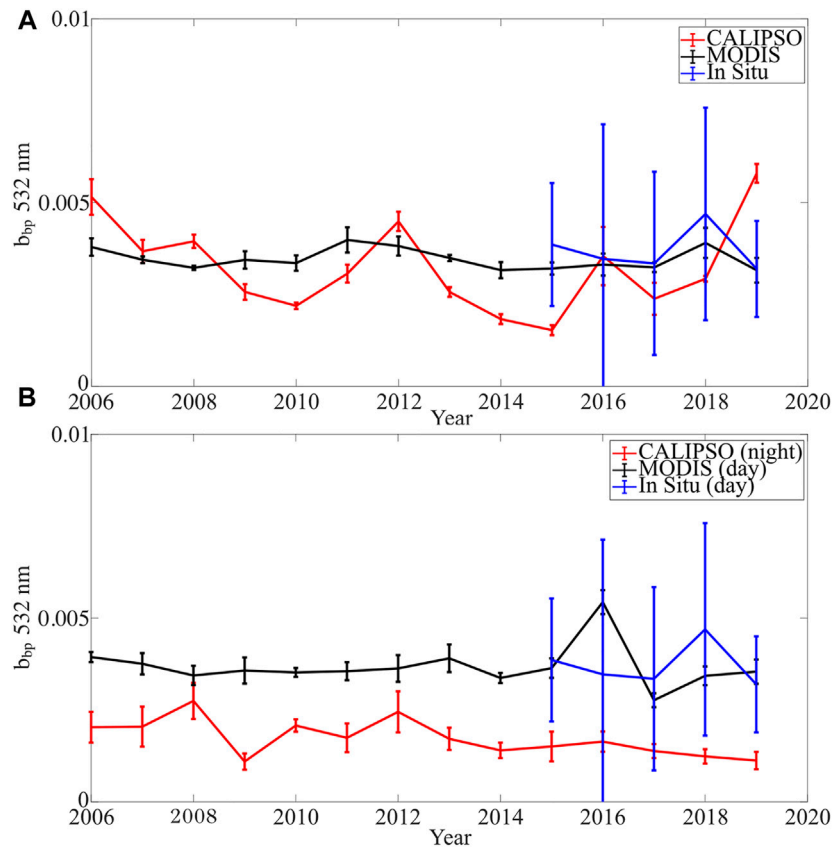 A
0.01
CALIPSO
MODIS
In Situ
b_bp 532 nm
0.005
0
2006 2008 2010 2012 2014 2016 2018 2020
Year
B
0.01
CALIPSO (night)
MODIS (day)
In Situ (day)
b_bp 532 nm
0.005
0
2006 2008 2010 2012 2014 2016 2018 2020
Year